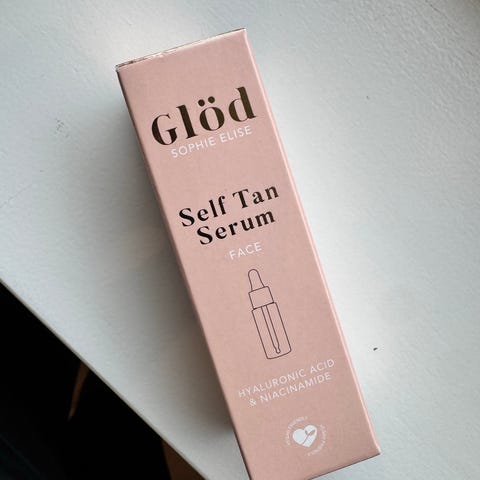 Glöd
SOPHIE ELISE
Self Tan
Serum
FACE
HYALURONIC ACID
& NIACINAMIDE